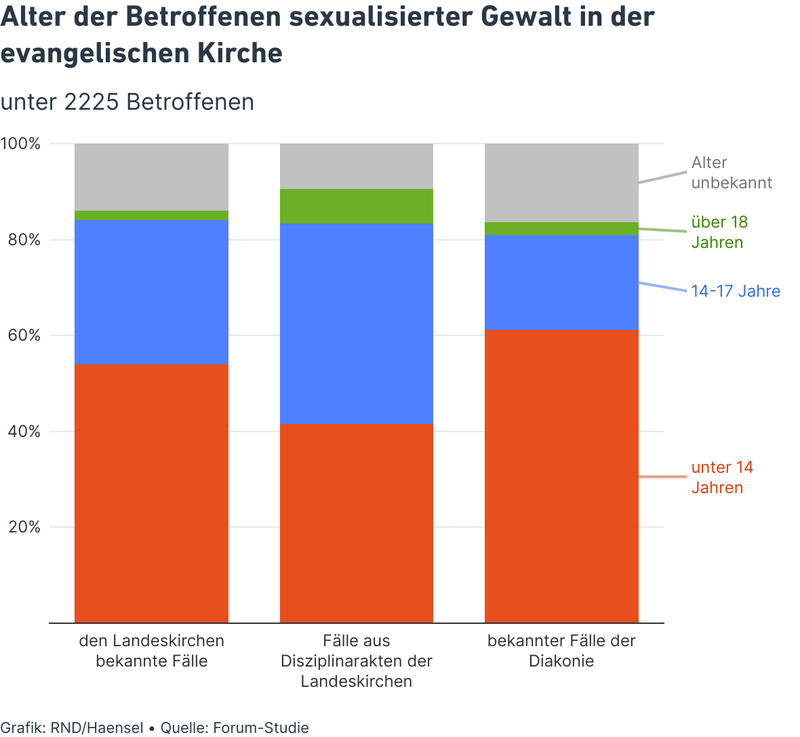 Alter der Betroffenen sexualisierter Gewalt in der
evangelischen Kirche
unter 2225 Betroffenen
100%
80%
60%
40%
20%
Alter
unbekannt
über 18
Jahren
14-17 Jahre
unter 14
Jahren
den Landeskirchen
bekannte Fälle
Fälle aus
Disziplinarakten der
Landeskirchen
bekannter Fälle der
Diakonie
Grafik: RND/Haensel • Quelle: Forum-Studie